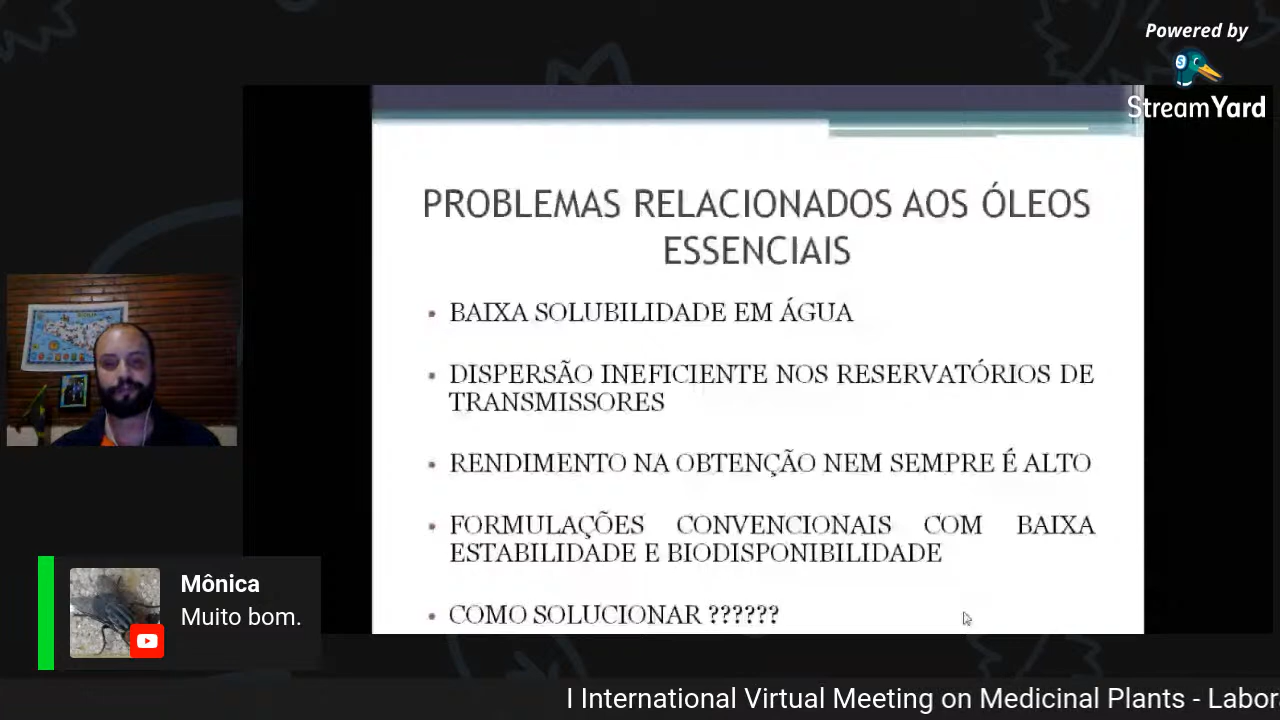 Powered by
StreamYard
PROBLEMAS RELACIONADOS AOS ÓLEOS
ESSENCIAIS
• BAIXA SOLUBILIDADE EM ÁGUA
• DISPERSÃO INEFICIENTE NOS RESERVATÓRIOS DE
TRANSMISSORES
• RENDIMENTO NA OBTENÇÃO NEM SEMPRE É ALTO
• FORMULAÇÕES CONVENCIONAIS COM BAIXA
ESTABILIDADE E BIODISPONIBILIDADE
• COMO SOLUCIONAR ??????
Mônica
Muito bom.
I International Virtual Meeting on Medicinal Plants - Labor